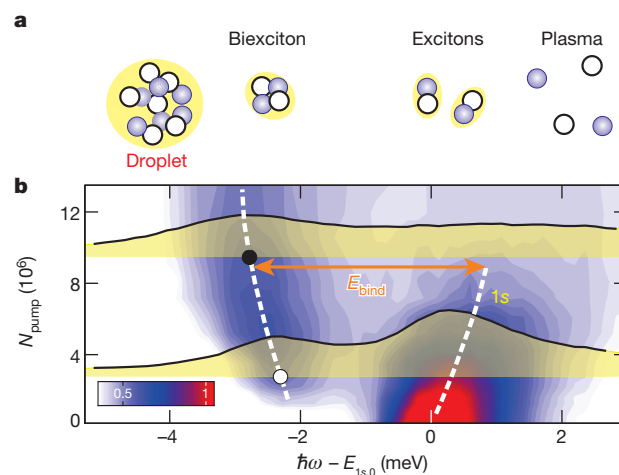 a
Biexciton Excitons Plasma
Droplet
b
12
8
4
0
N_pump (10^6)
E_bind
1s
0.5 1
−4 −2 0 2
ħω − E_1s,0 (meV)